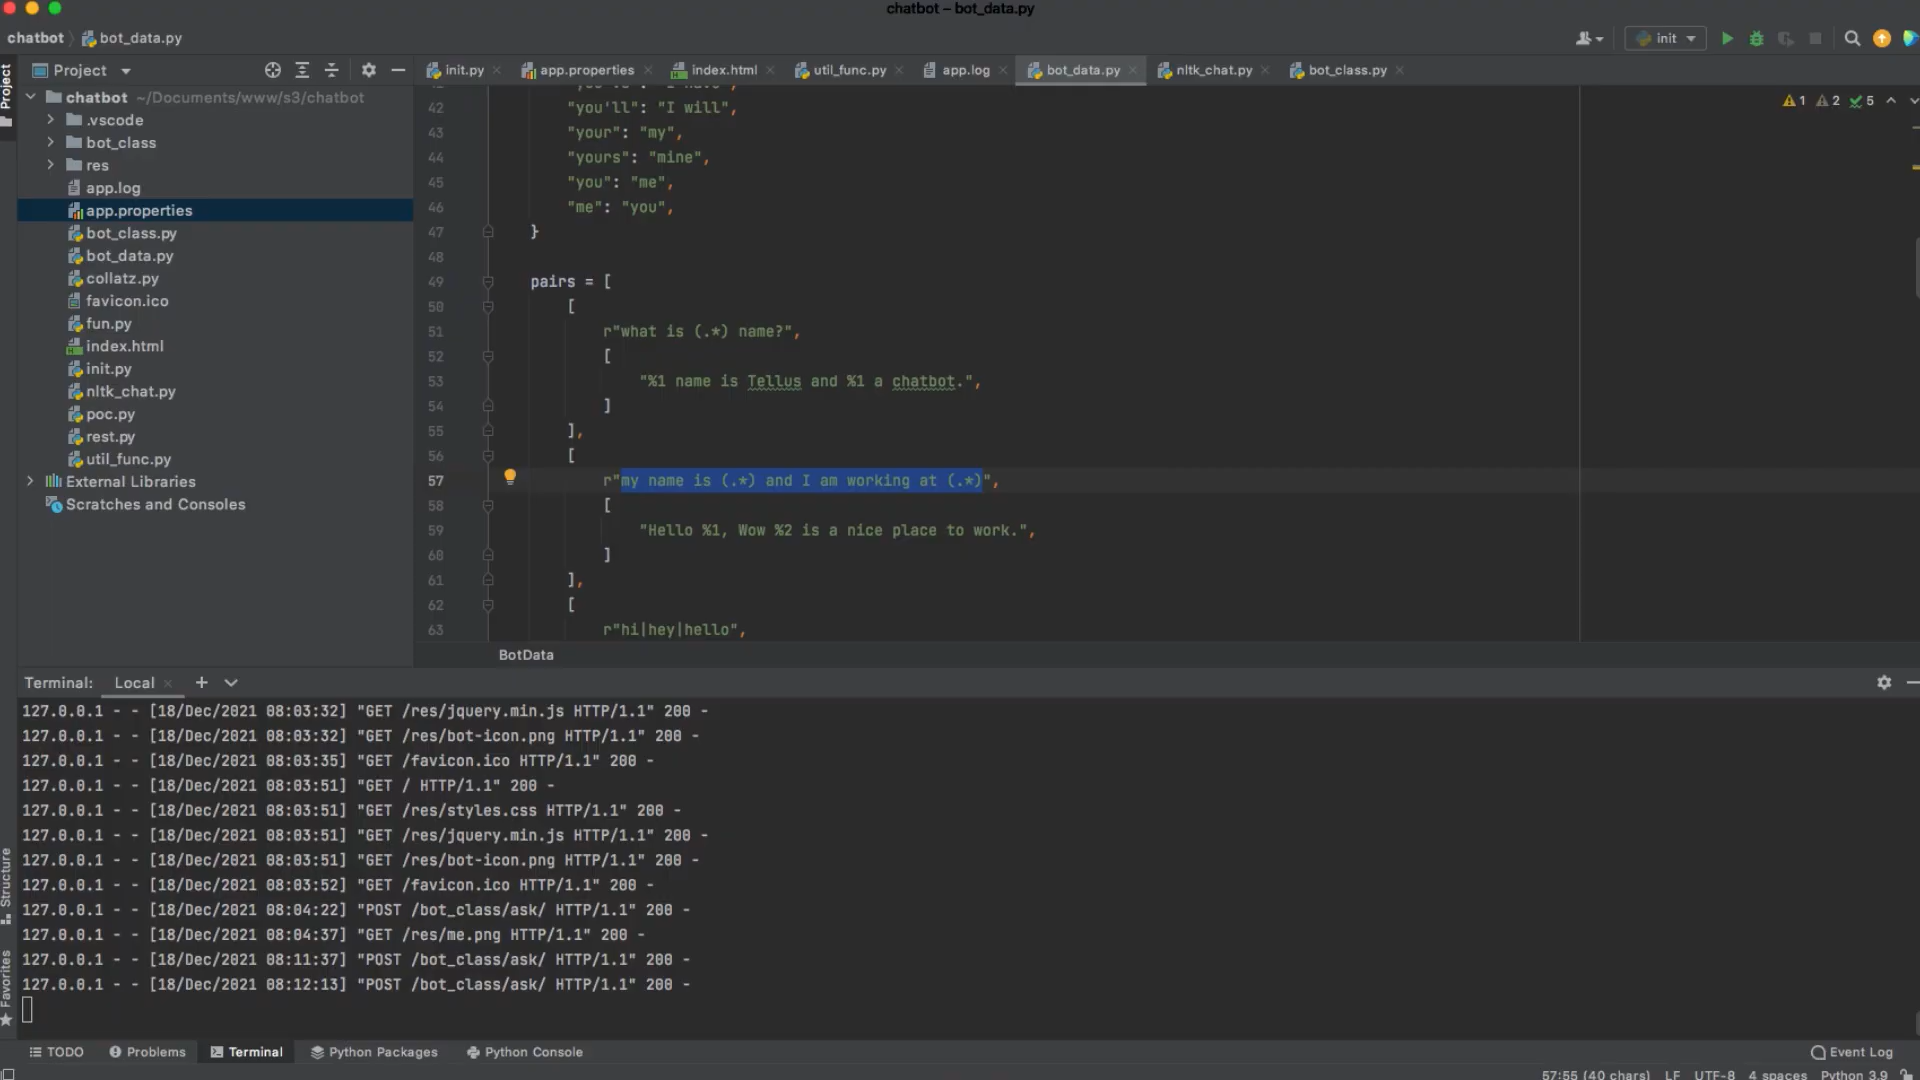 chatbot – bot_data.py
chatbot bot_data.py
init
Project
init.py app.properties index.html util_func.py app.log bot_data.py nltk_chat.py bot_class.py
Project
chatbot ~/Documents/www/s3/chatbot
.vscode
bot_class
res
app.log
app.properties
bot_class.py
bot_data.py
collatz.py
favicon.ico
fun.py
index.html
init.py
nltk_chat.py
poc.py
rest.py
util_func.py
External Libraries
Scratches and Consoles
1 2 5
42 "you'll": "I will",
43 "your": "my",
44 "yours": "mine",
45 "you": "me",
46 "me": "you",
47 }
48
49 pairs = [
50 [
51 r"what is (.*) name?",
52 [
53 "%1 name is Tellus and %1 a chatbot.",
54 ]
55 ],
56 [
57 r"my name is (.*) and I am working at (.*)",
58 [
59 "Hello %1, Wow %2 is a nice place to work.",
60 ]
61 ],
62 [
63 r"hi|hey|hello",
BotData
Terminal: Local
127.0.0.1 - - [18/Dec/2021 08:03:32] "GET /res/jquery.min.js HTTP/1.1" 200 -
127.0.0.1 - - [18/Dec/2021 08:03:32] "GET /res/bot-icon.png HTTP/1.1" 200 -
127.0.0.1 - - [18/Dec/2021 08:03:35] "GET /favicon.ico HTTP/1.1" 200 -
127.0.0.1 - - [18/Dec/2021 08:03:51] "GET / HTTP/1.1" 200 -
127.0.0.1 - - [18/Dec/2021 08:03:51] "GET /res/styles.css HTTP/1.1" 200 -
127.0.0.1 - - [18/Dec/2021 08:03:51] "GET /res/jquery.min.js HTTP/1.1" 200 -
127.0.0.1 - - [18/Dec/2021 08:03:51] "GET /res/bot-icon.png HTTP/1.1" 200 -
127.0.0.1 - - [18/Dec/2021 08:03:52] "GET /favicon.ico HTTP/1.1" 200 -
127.0.0.1 - - [18/Dec/2021 08:04:22] "POST /bot_class/ask/ HTTP/1.1" 200 -
127.0.0.1 - - [18/Dec/2021 08:04:37] "GET /res/me.png HTTP/1.1" 200 -
127.0.0.1 - - [18/Dec/2021 08:11:37] "POST /bot_class/ask/ HTTP/1.1" 200 -
127.0.0.1 - - [18/Dec/2021 08:12:13] "POST /bot_class/ask/ HTTP/1.1" 200 -
Structure
Favorites
TODO Problems Terminal Python Packages Python Console Event Log
57:55 (40 chars) LF UTF-8 4 spaces Python 3.9